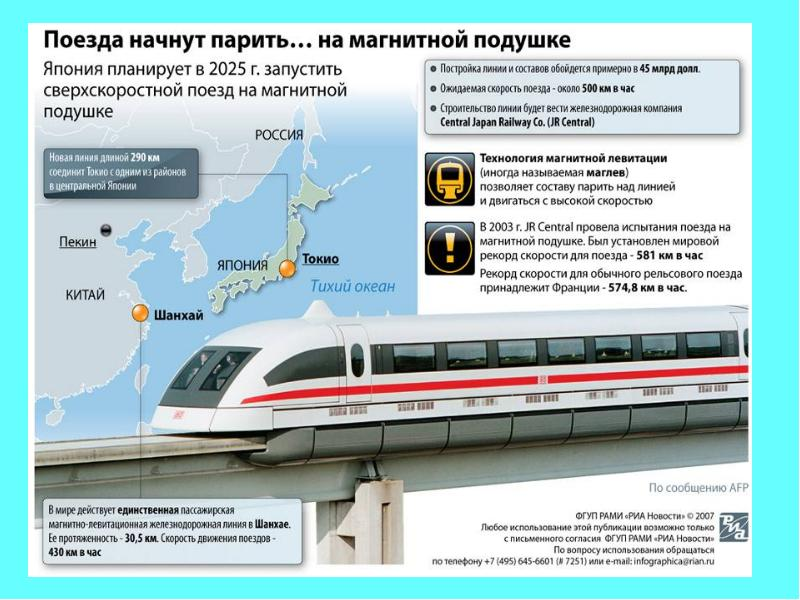 Поезда начнут парить… на магнитной подушке
Япония планирует в 2025 г. запустить
сверхскоростной поезд на магнитной
подушке
Постройка линии и составов обойдется примерно в 45 млрд долл.
Ожидаемая скорость поезда - около 500 км в час
Строительство линии будет вести железнодорожная компания
Central Japan Railway Co. (JR Central)
РОССИЯ
Новая линия длиной 290 км
соединит Токио с одним из районов
в центральной Японии
Пекин
ЯПОНИЯ
Токио
Тихий океан
КИТАЙ
Шанхай
Технология магнитной левитации
(иногда называемая маглев)
позволяет составу парить над линией
и двигаться с высокой скоростью
В 2003 г. JR Central провела испытания поезда на
магнитной подушке. Был установлен мировой
рекорд скорости для поезда - 581 км в час
Рекорд скорости для обычного рельсового поезда
принадлежит Франции - 574,8 км в час.
По сообщению AFP
В мире действует единственная пассажирская
магнитно-левитационная железнодорожная линия в Шанхае.
Ее протяженность - 30,5 км. Скорость движения поездов -
430 км в час
ФГУП РАМИ «РИА Новости» © 2007
Любое использование этой публикации возможно только
с письменного согласия ФГУП РАМИ «РИА Новости»
По вопросу использования обращаться
по телефону +7 (495) 645-6601 (# 7251) или e-mail: infographica@rian.ru
РИА